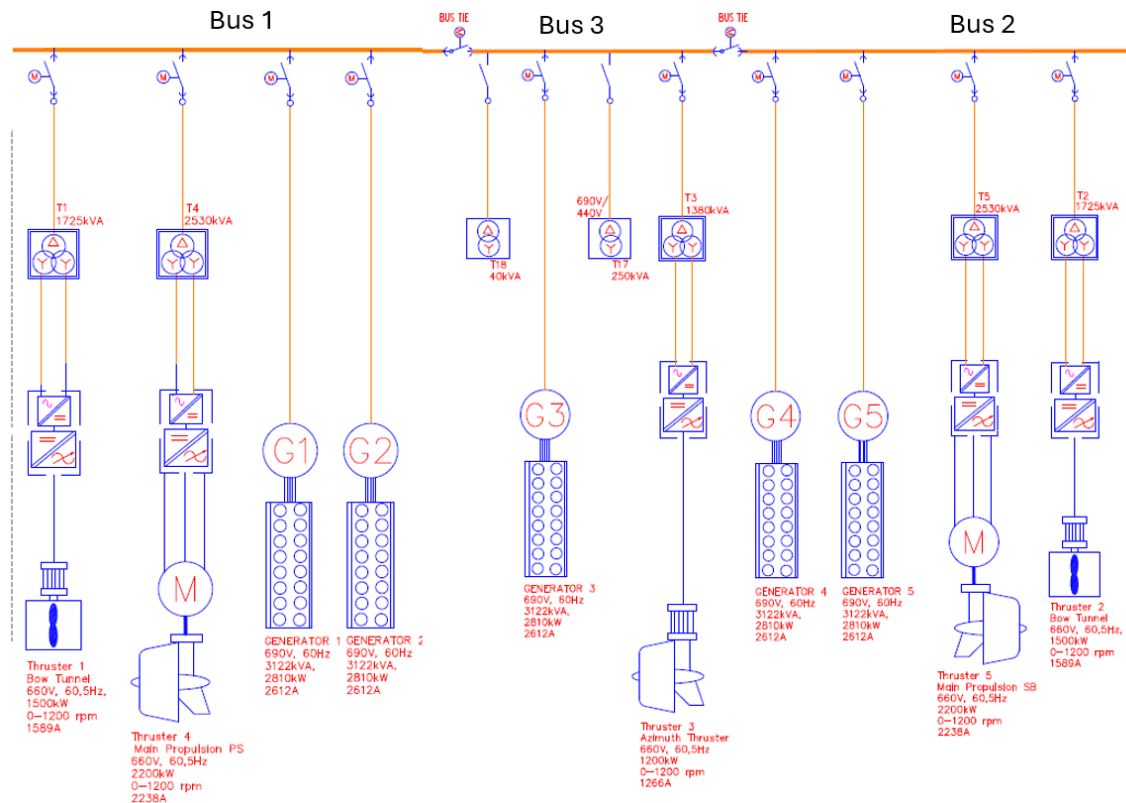 Bus 1
BUS TIE
Bus 3
BUS TIE
Bus 2
M
M
M
M
M
M
M
M
M
M
T1
1725kVA
T4
2530kVA
690V/
440V
T3
1380kVA
T5
2530kVA
T2
1725kVA
T18
40kVA
T17
250kVA
G1
G2
G3
G4
G5
M
M
GENERATOR 1
690V, 60Hz
3122kVA,
2810kW
2612A
GENERATOR 2
690V, 60Hz
3122kVA,
2810kW
2612A
GENERATOR 3
690V, 60Hz
3122kVA,
2810kW
2612A
GENERATOR 4
690V, 60Hz
3122kVA,
2810kW
2612A
GENERATOR 5
690V, 60Hz
3122kVA,
2810kW
2612A
Thruster 1
Bow Tunnel
660V, 60,5Hz,
1500kW
0-1200 rpm
1589A
Thruster 4
Main Propulsion PS
660V, 60,5Hz
2200kW
0-1200 rpm
2238A
Thruster 3
Azimuth Thruster
660V, 60,5Hz
1200kW
0-1200 rpm
1266A
Thruster 5
Main Propulsion SB
660V, 60,5Hz
2200kW
0-1200 rpm
2238A
Thruster 2
Bow Tunnel
660V, 60,5Hz,
1500kW
0-1200 rpm
1589A